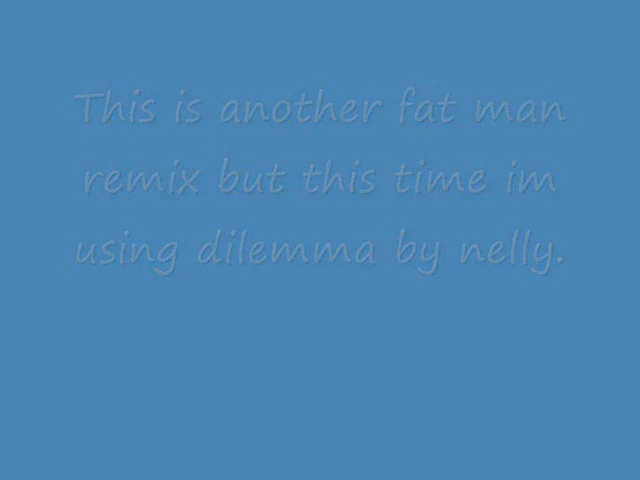 This is another fat man
remix but this time im
using dilemma by nelly.